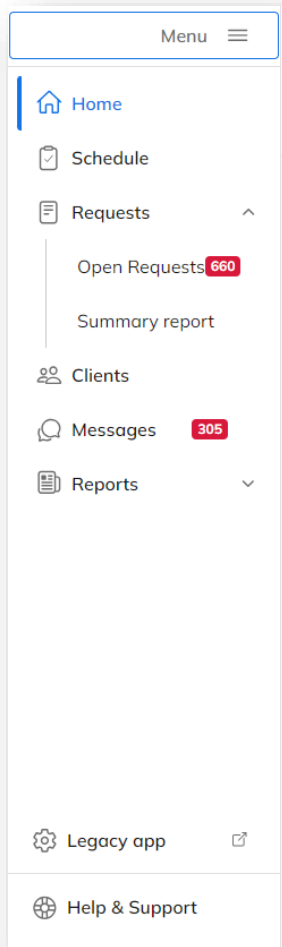 Menu
Home
Schedule
Requests
Open Requests 660
Summary report
Clients
Messages 305
Reports
Legacy app
Help & Support